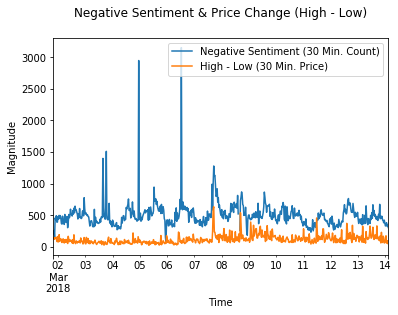 Negative Sentiment & Price Change (High - Low)
Negative Sentiment (30 Min. Count)
High - Low (30 Min. Price)
Magnitude
3000
2500
2000
1500
1000
500
0
02 03 04 05 06 07 08 09 10 11 12 13 14
Mar
2018
Time